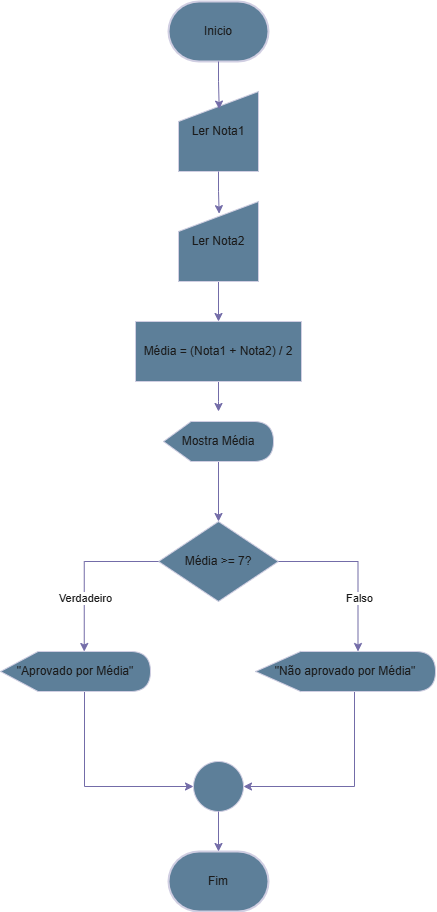 Inicio
Ler Nota1
Ler Nota2
Média = (Nota1 + Nota2) / 2
Mostra Média
Média >= 7?
Verdadeiro
Falso
"Aprovado por Média"
"Não aprovado por Média"
Fim